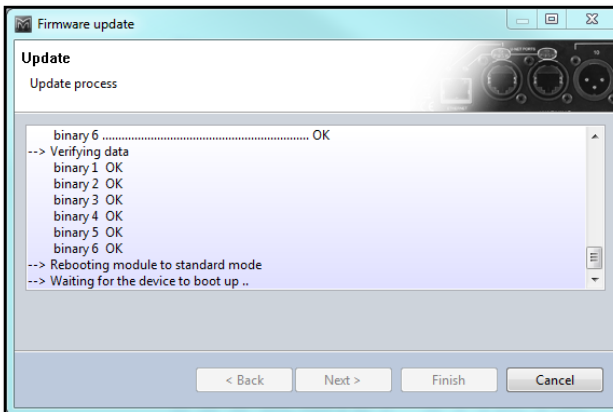 Firmware update
Update
Update process
binary 6 ................................................................. OK
--> Verifying data
binary 1 OK
binary 2 OK
binary 3 OK
binary 4 OK
binary 5 OK
binary 6 OK
--> Rebooting module to standard mode
--> Waiting for the device to boot up ..
< Back
Next >
Finish
Cancel